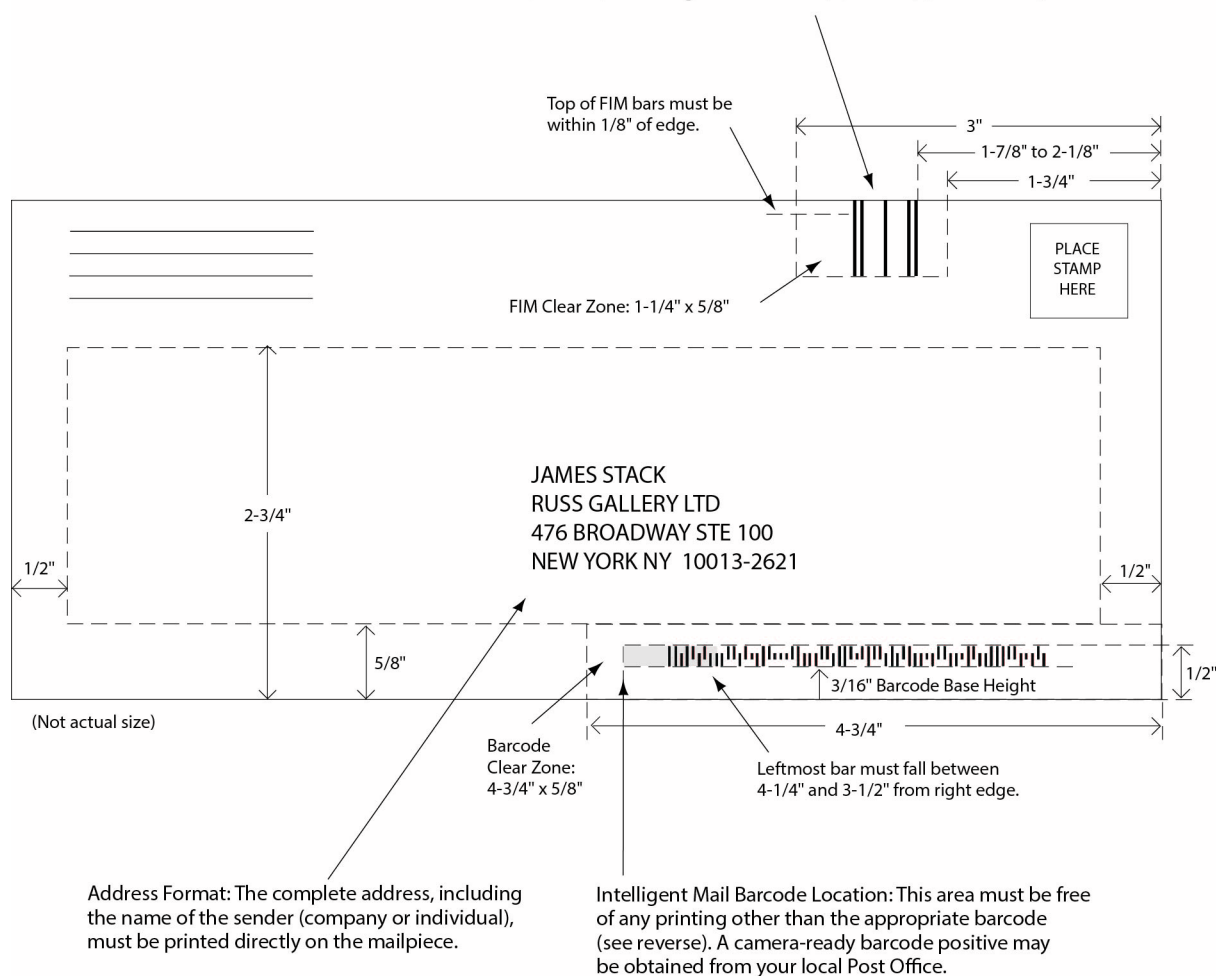 Top of FIM bars must be
within 1/8" of edge.
3"
1-7/8" to 2-1/8"
1-3/4"
PLACE
STAMP
HERE
FIM Clear Zone: 1-1/4" x 5/8"
JAMES STACK
RUSS GALLERY LTD
476 BROADWAY STE 100
NEW YORK NY 10013-2621
2-3/4"
1/2"
1/2"
5/8"
3/16" Barcode Base Height
1/2"
(Not actual size)
4-3/4"
Barcode
Clear Zone:
4-3/4" x 5/8"
Leftmost bar must fall between
4-1/4" and 3-1/2" from right edge.
Address Format: The complete address, including
the name of the sender (company or individual),
must be printed directly on the mailpiece.
Intelligent Mail Barcode Location: This area must be free
of any printing other than the appropriate barcode
(see reverse). A camera-ready barcode positive may
be obtained from your local Post Office.